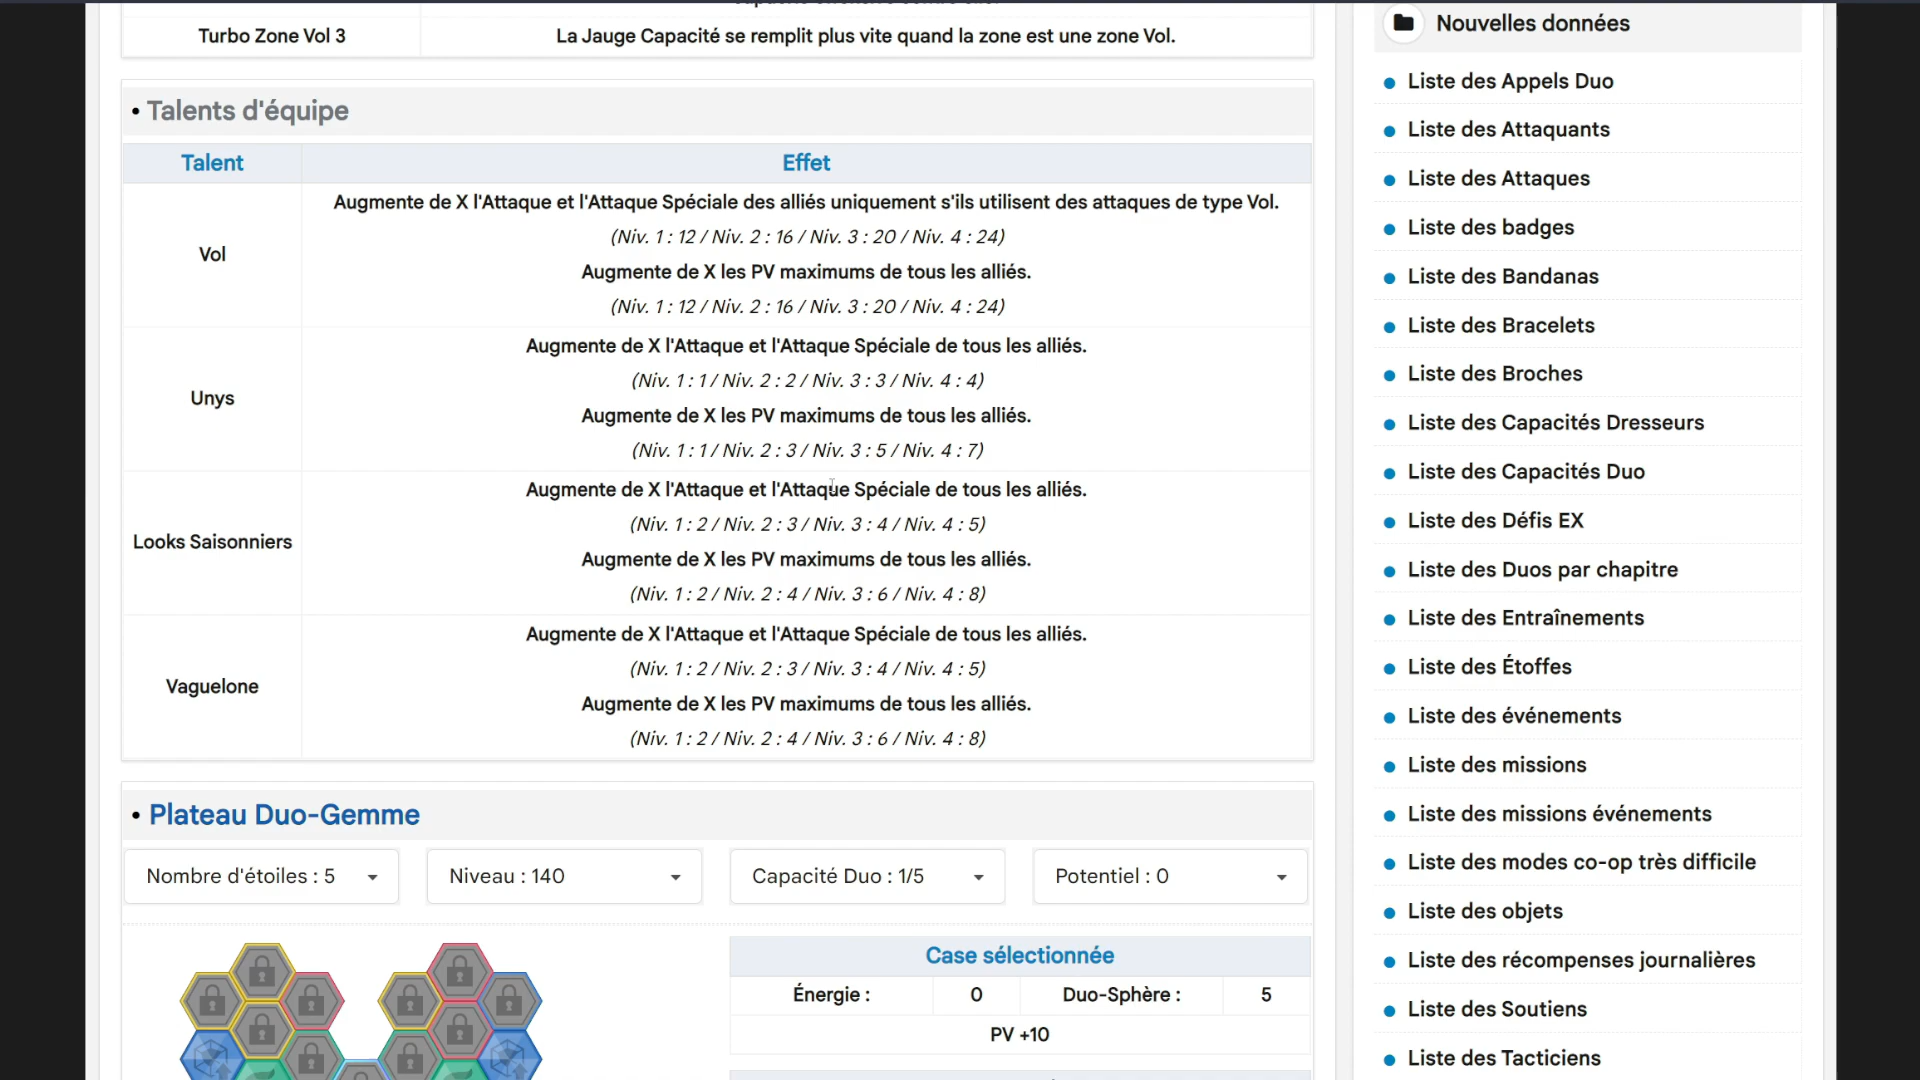 Turbo Zone Vol 3
La Jauge Capacité se remplit plus vite quand la zone est une zone Vol.
• Talents d'équipe
Talent
Effet
Vol
Augmente de X l'Attaque et l'Attaque Spéciale des alliés uniquement s'ils utilisent des attaques de type Vol.
(Niv. 1 : 12 / Niv. 2 : 16 / Niv. 3 : 20 / Niv. 4 : 24)
Augmente de X les PV maximums de tous les alliés.
(Niv. 1 : 12 / Niv. 2 : 16 / Niv. 3 : 20 / Niv. 4 : 24)
Unys
Augmente de X l'Attaque et l'Attaque Spéciale de tous les alliés.
(Niv. 1 : 1 / Niv. 2 : 2 / Niv. 3 : 3 / Niv. 4 : 4)
Augmente de X les PV maximums de tous les alliés.
(Niv. 1 : 1 / Niv. 2 : 3 / Niv. 3 : 5 / Niv. 4 : 7)
Looks Saisonniers
Augmente de X l'Attaque et l'Attaque Spéciale de tous les alliés.
(Niv. 1 : 2 / Niv. 2 : 3 / Niv. 3 : 4 / Niv. 4 : 5)
Augmente de X les PV maximums de tous les alliés.
(Niv. 1 : 2 / Niv. 2 : 4 / Niv. 3 : 6 / Niv. 4 : 8)
Vaguelone
Augmente de X l'Attaque et l'Attaque Spéciale de tous les alliés.
(Niv. 1 : 2 / Niv. 2 : 3 / Niv. 3 : 4 / Niv. 4 : 5)
Augmente de X les PV maximums de tous les alliés.
(Niv. 1 : 2 / Niv. 2 : 4 / Niv. 3 : 6 / Niv. 4 : 8)
• Plateau Duo-Gemme
Nombre d'étoiles : 5
Niveau : 140
Capacité Duo : 1/5
Potentiel : 0
Case sélectionnée
Énergie : 0 Duo-Sphère : 5
PV +10
Nouvelles données
Liste des Appels Duo
Liste des Attaquants
Liste des Attaques
Liste des badges
Liste des Bandanas
Liste des Bracelets
Liste des Broches
Liste des Capacités Dresseurs
Liste des Capacités Duo
Liste des Défis EX
Liste des Duos par chapitre
Liste des Entraînements
Liste des Étoffes
Liste des événements
Liste des missions
Liste des missions événements
Liste des modes co-op très difficile
Liste des objets
Liste des récompenses journalières
Liste des Soutiens
Liste des Tacticiens